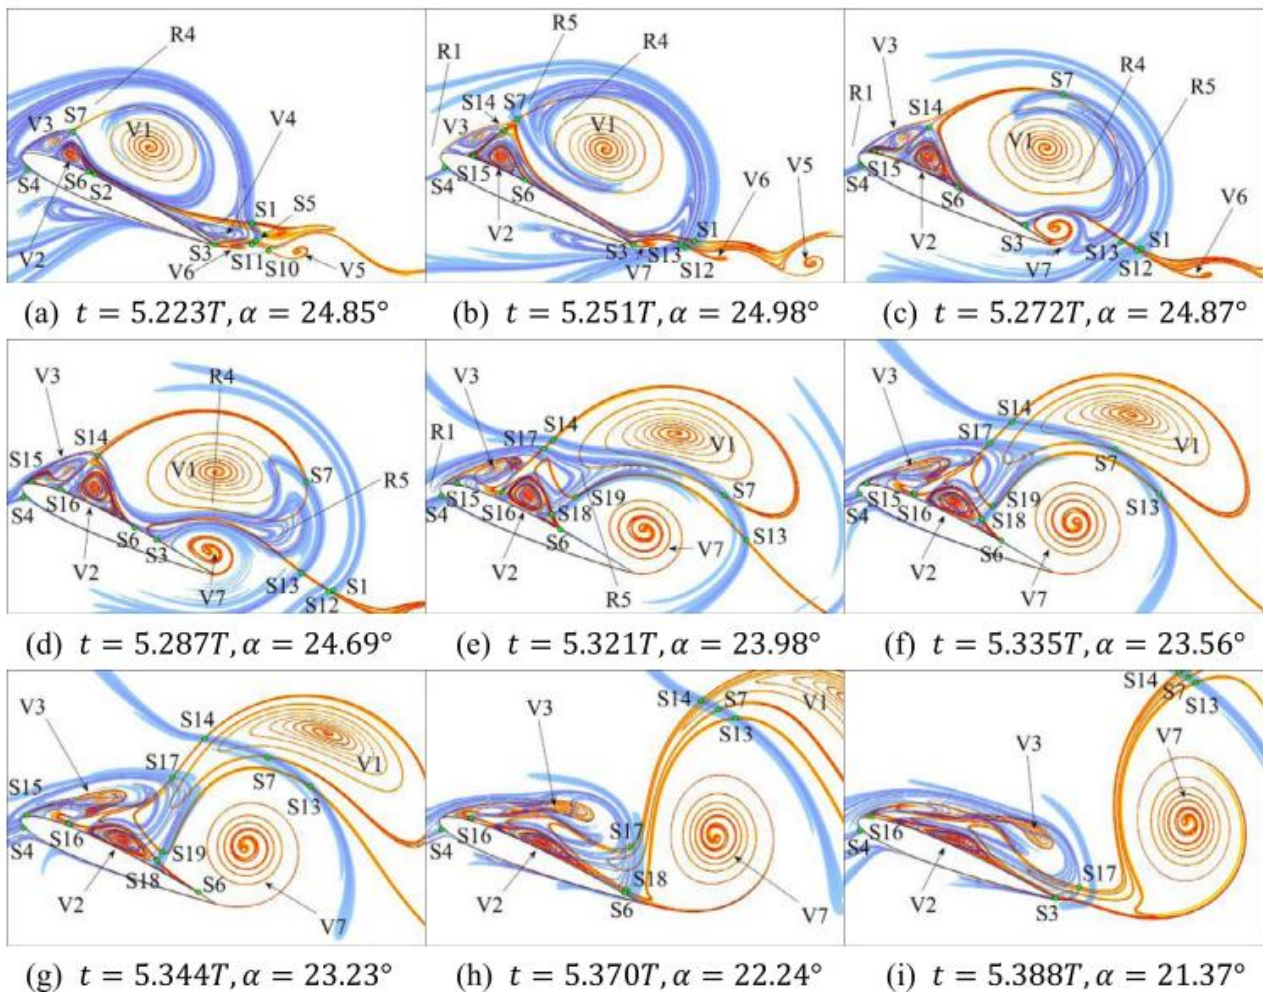 R4
V3
S7
V1
V4
S4
S6
S2
S1
S5
S3
V2
V6
S11
S10
V5
(a) t = 5.223T, α = 24.85°
R5
R1
R4
S14
S7
V3
V1
S15
S4
S6
V6
V5
S1
V2
S3
V7
S13
S12
(b) t = 5.251T, α = 24.98°
V3
S7
R4
R1
S14
R5
V1
S15
S4
S6
V6
S3
S1
V2
V7
S13
S12
(c) t = 5.272T, α = 24.87°
V3
R4
S14
S15
V1
S7
S16
R5
S4
S6
S3
V2
V7
S13
S1
S12
(d) t = 5.287T, α = 24.69°
V3
S17
S14
V1
R1
S15
S16
S19
S7
S4
S18
S6
V7
S13
V2
R5
(e) t = 5.321T, α = 23.98°
V3
S14
S17
V1
S7
S15
S16
S19
S13
S4
S18
S6
V2
V7
(f) t = 5.335T, α = 23.56°
V3
S14
S17
V1
S15
S7
S13
S16
S4
S19
S18
S6
V2
V7
(g) t = 5.344T, α = 23.23°
S14
V1
S7
V3
S13
S16
S17
S4
S18
S6
V2
V7
(h) t = 5.370T, α = 22.24°
S14
S7
S13
V3
V7
S16
S4
S17
V2
S3
(i) t = 5.388T, α = 21.37°